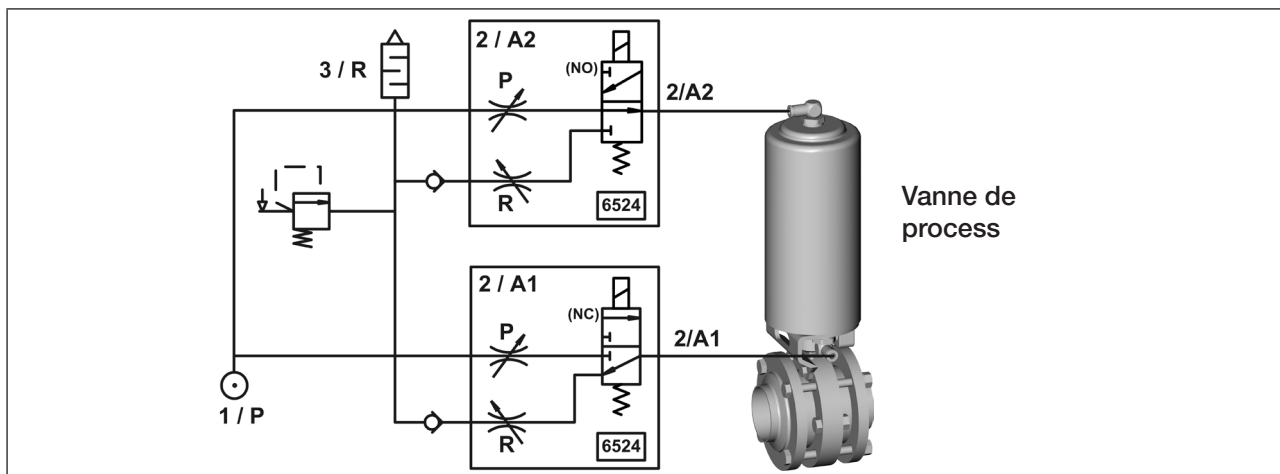 2 / A2
3 / R
(NO)
P
2/A2
R
6524
Vanne de
process
2 / A1
(NC)
P
2/A1
1 / P
R
6524